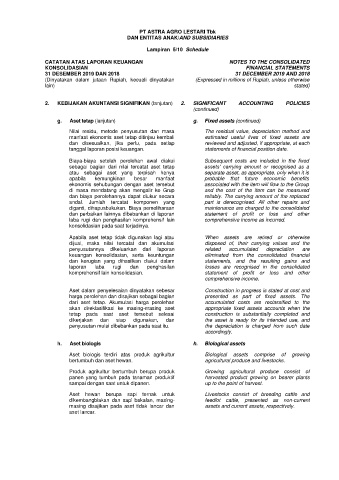 PT ASTRA AGRO LESTARI Tbk
DAN ENTITAS ANAK/AND SUBSIDIARIES
Lampiran 5/10 Schedule
CATATAN ATAS LAPORAN KEUANGAN
KONSOLIDASIAN
31 DESEMBER 2019 DAN 2018
(Dinyatakan dalam jutaan Rupiah, kecuali dinyatakan
lain)
NOTES TO THE CONSOLIDATED
FINANCIAL STATEMENTS
31 DECEMBER 2019 AND 2018
(Expressed in millions of Rupiah, unless otherwise
stated)
2. KEBIJAKAN AKUNTANSI SIGNIFIKAN (lanjutan)
2. SIGNIFICANT ACCOUNTING POLICIES
(continued)
g. Aset tetap (lanjutan)
Nilai residu, metode penyusutan dan masa
manfaat ekonomis aset tetap ditinjau kembali
dan disesuaikan, jika perlu, pada setiap
tanggal laporan posisi keuangan.
Biaya-biaya setelah perolehan awal diakui
sebagai bagian dari nilai tercatat aset tetap
atau sebagai aset yang terpisah hanya
apabila kemungkinan besar manfaat
ekonomis sehubungan dengan aset tersebut
di masa mendatang akan mengalir ke Grup
dan biaya perolehannya dapat diukur secara
andal. Jumlah tercatat komponen yang
diganti, dihapusbukukan. Biaya pemeliharaan
dan perbaikan lainnya dibebankan di laporan
laba rugi dan penghasilan komprehensif lain
konsolidasian pada saat terjadinya.
Apabila aset tetap tidak digunakan lagi atau
dijual, maka nilai tercatat dan akumulasi
penyusutannya dikeluarkan dari laporan
keuangan konsolidasian, serta keuntungan
dan kerugian yang dihasilkan diakui dalam
laporan laba rugi dan penghasilan
komprehensif lain konsolidasian.
Aset dalam penyelesaian dinyatakan sebesar
harga perolehan dan disajikan sebagai bagian
dari aset tetap. Akumulasi harga perolehan
akan direklasifikasi ke masing-masing aset
tetap pada saat aset tersebut selesai
dikerjakan dan siap digunakan, dan
penyusutan mulai dibebankan pada saat itu.
h. Aset biologis
Aset biologis terdiri atas produk agrikultur
bertumbuh dan aset hewan.
Produk agrikultur bertumbuh berupa produk
panen yang tumbuh pada tanaman produktif
sampai dengan saat untuk dipanen.
Aset hewan berupa sapi ternak untuk
dikembangbiakkan dan sapi bakalan, masing-
masing disajikan pada aset tidak lancar dan
aset lancar.
g. Fixed assets (continued)
The residual value, depreciation method and
estimated useful lives of fixed assets are
reviewed and adjusted, if appropriate, at each
statements of financial position date.
Subsequent costs are included in the fixed
assets' carrying amount or recognised as a
separate asset, as appropriate, only when it is
probable that future economic benefits
associated with the item will flow to the Group
and the cost of the item can be measured
reliably. The carrying amount of the replaced
part is derecognised. All other repairs and
maintenance are charged to the consolidated
statement of profit or loss and other
comprehensive income as incurred.
When assets are retired or otherwise
disposed of, their carrying values and the
related accumulated depreciation are
eliminated from the consolidated financial
statements, and the resulting gains and
losses are recognised in the consolidated
statement of profit or loss and other
comprehensive income.
Construction in progress is stated at cost and
presented as part of fixed assets. The
accumulated costs are reclassified to the
appropriate fixed assets accounts when the
construction is substantially completed and
the asset is ready for its intended use, and
the depreciation is charged from such date
accordingly.
h. Biological assets
Biological assets comprise of growing
agricultural produce and livestocks.
Growing agricultural produce consist of
harvested product growing on bearer plants
up to the point of harvest.
Livestocks consist of breeding cattle and
feedlot cattle, presented as non-current
assets and current assets, respectively.